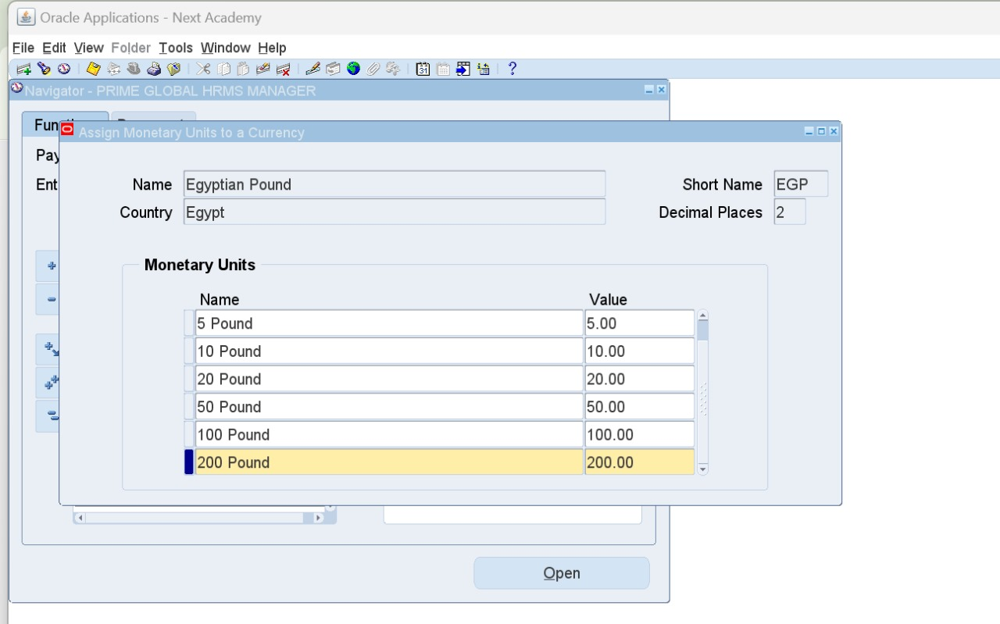 Oracle Applications - Next Academy
File Edit View Folder Tools Window Help
31
?
Navigator - PRIME GLOBAL HRMS MANAGER
Assign Monetary Units to a Currency
Pay
Ent
Name Egyptian Pound Short Name EGP
Country Egypt Decimal Places 2
Monetary Units
Name Value
5 Pound 5.00
10 Pound 10.00
20 Pound 20.00
50 Pound 50.00
100 Pound 100.00
200 Pound 200.00
Open